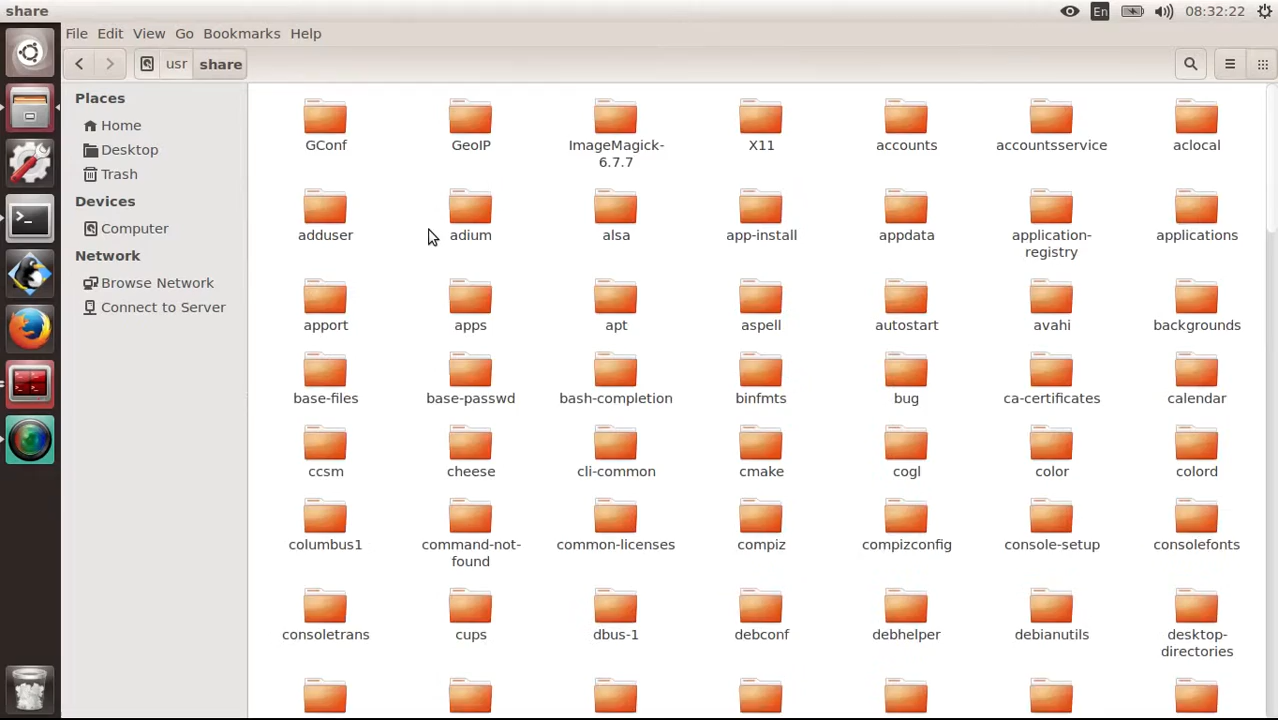 share
En
08:32:22
File Edit View Go Bookmarks Help
usr share
Places
Home
Desktop
Trash
Devices
Computer
Network
Browse Network
Connect to Server
GConf GeoIP ImageMagick- X11 accounts accountsservice aclocal
6.7.7
adduser adium alsa app-install appdata application- applications
registry
apport apps apt aspell autostart avahi backgrounds
base-files base-passwd bash-completion binfmts bug ca-certificates calendar
ccsm cheese cli-common cmake cogl color colord
columbus1 command-not- common-licenses compiz compizconfig console-setup consolefonts
found
consoletrans cups dbus-1 debconf debhelper debianutils desktop-
directories